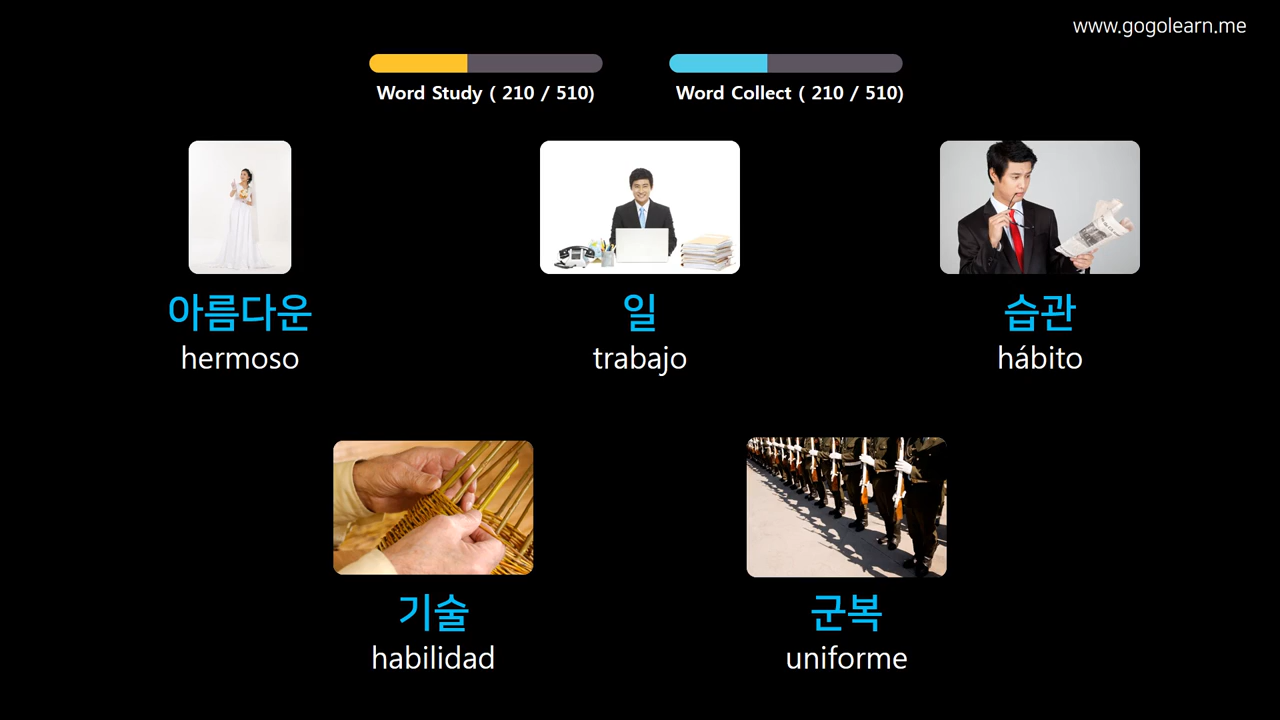 www.gogolearn.me
Word Study ( 210 / 510)
Word Collect ( 210 / 510)
아름다운
hermoso
일
trabajo
습관
hábito
기술
habilidad
군복
uniforme